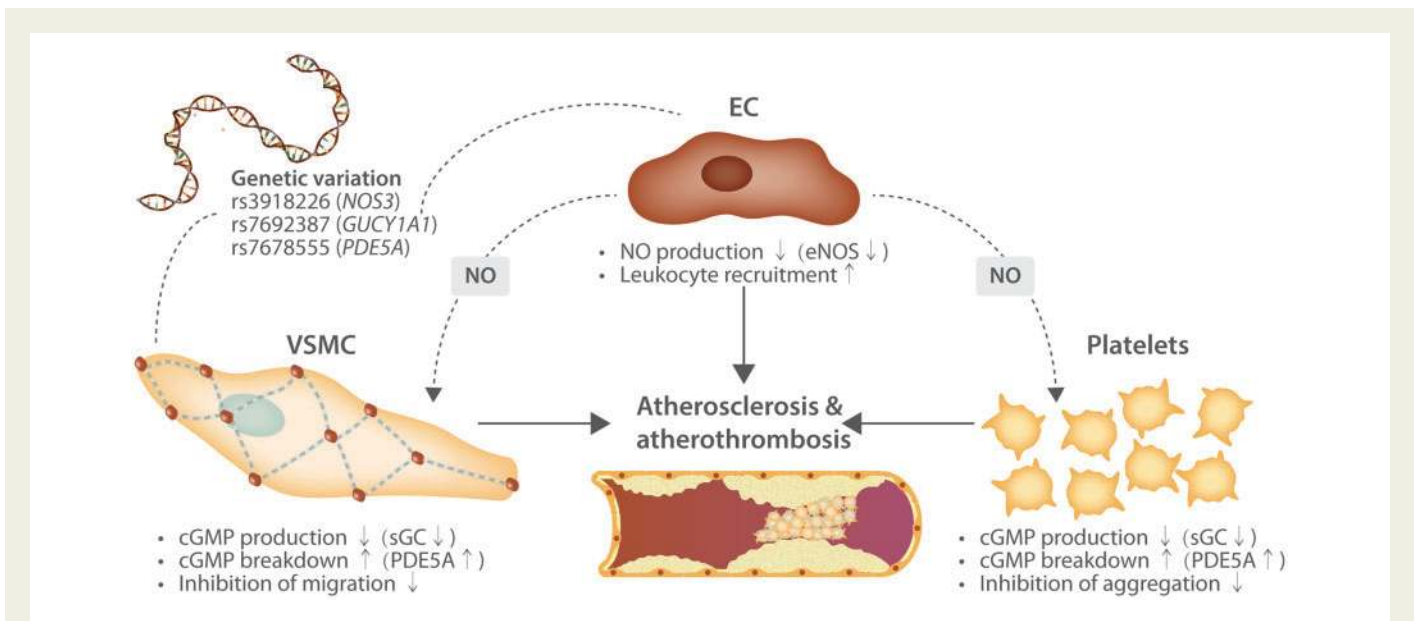 Genetic variation
rs3918226 (NOS3)
rs7692387 (GUCY1A1)
rs7678555 (PDE5A)
EC
• NO production ↓ (eNOS ↓)
• Leukocyte recruitment ↑
NO
NO
VSMC
• cGMP production ↓ (sGC ↓)
• cGMP breakdown ↑ (PDE5A ↑)
• Inhibition of migration ↓
Atherosclerosis &
atherothrombosis
Platelets
• cGMP production ↓ (sGC ↓)
• cGMP breakdown ↑ (PDE5A ↑)
• Inhibition of aggregation ↓